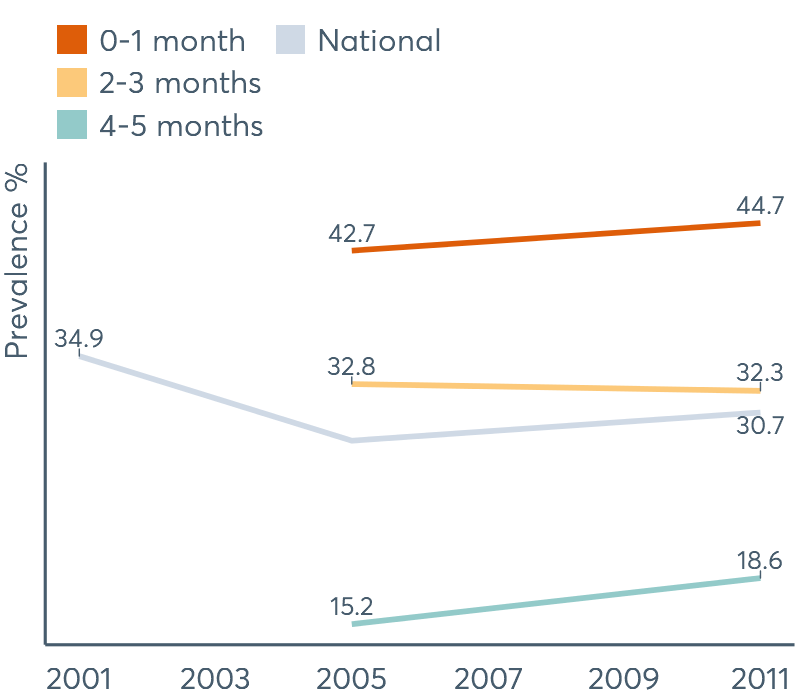 0-1 month National
2-3 months
4-5 months
Prevalence %
44.7
42.7
34.9
32.8
32.3
30.7
18.6
15.2
2001 2003 2005 2007 2009 2011